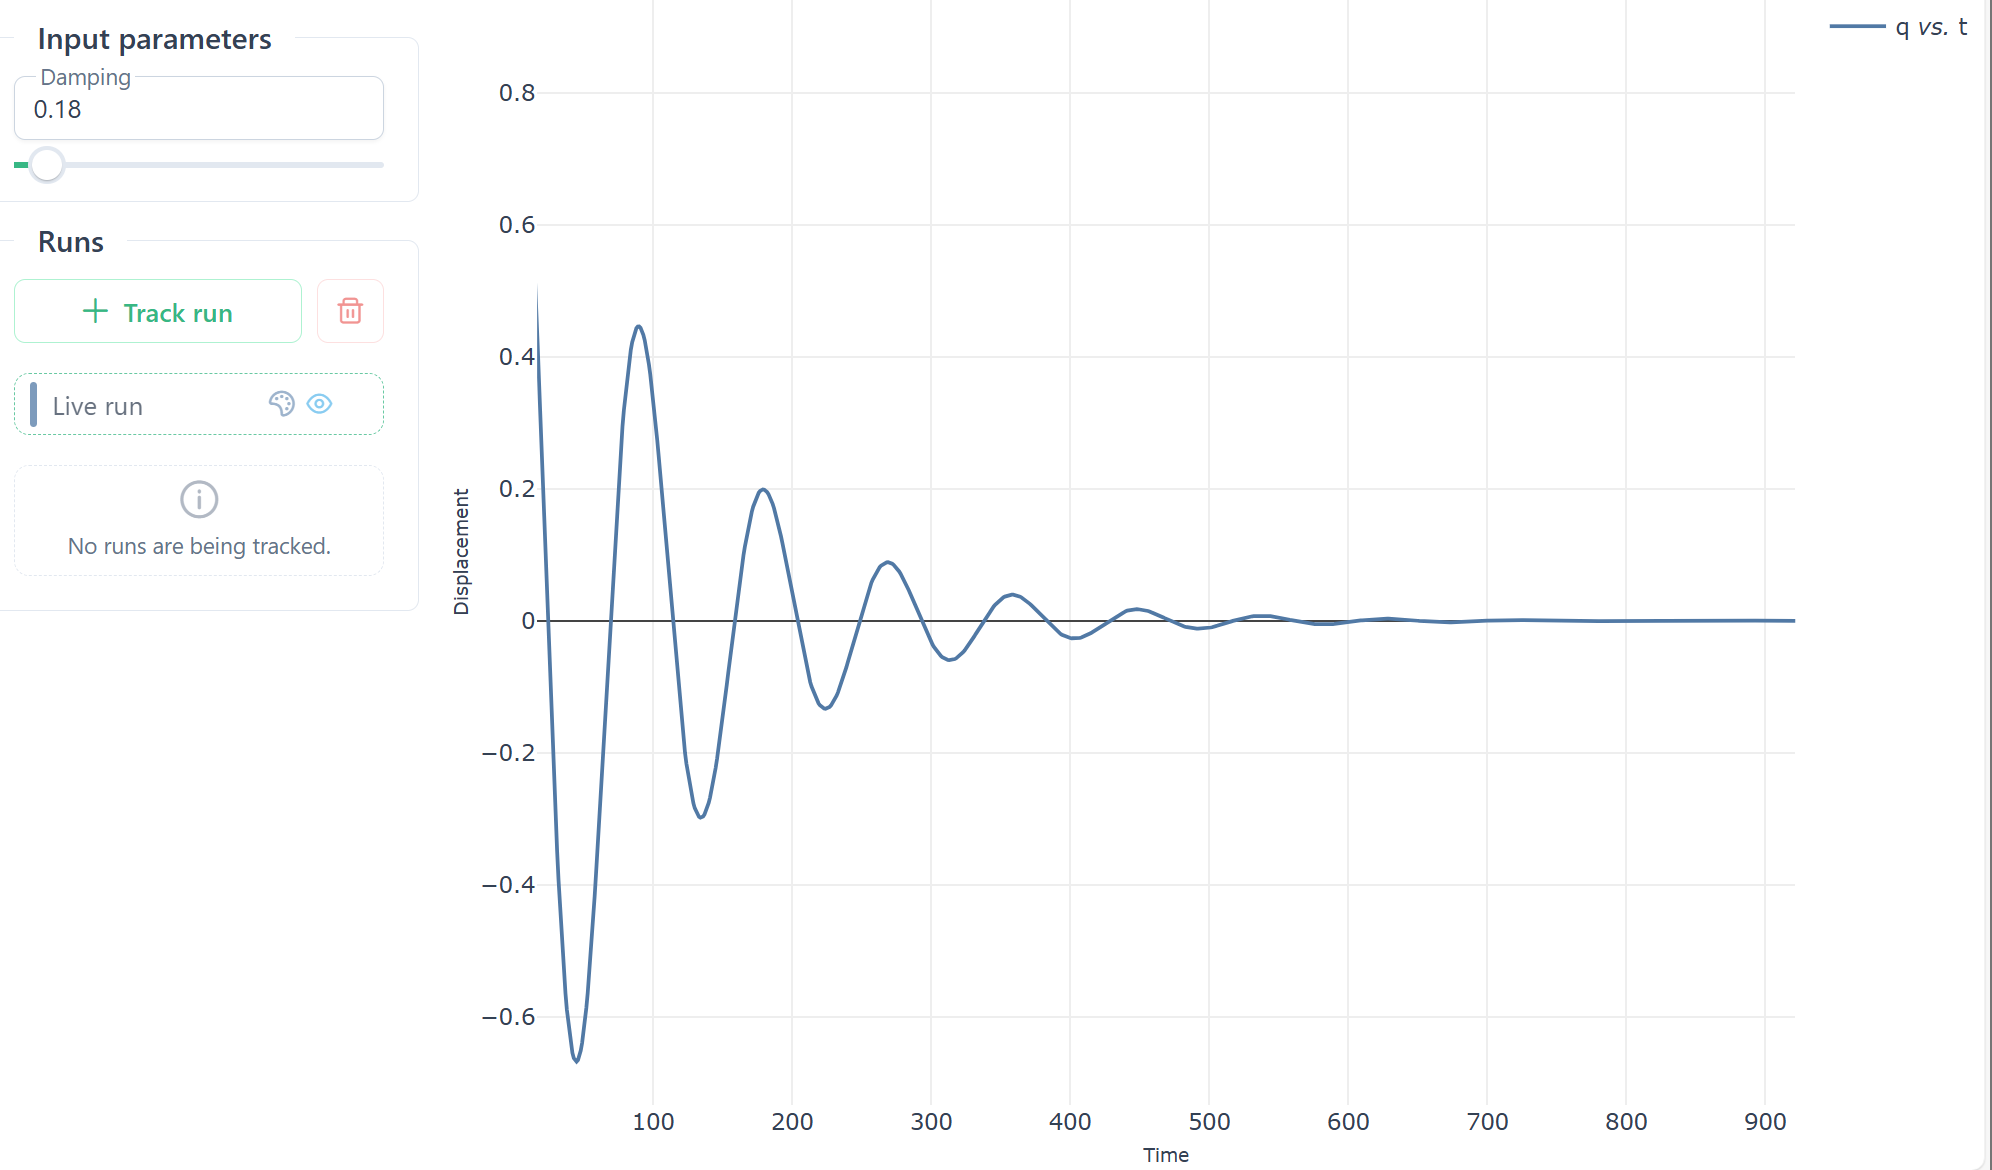 Input parameters
Damping
0.18
Runs
Track run
Live run
No runs are being tracked.
q vs. t
0.8
0.6
0.4
0.2
0
−0.2
−0.4
−0.6
Displacement
100 200 300 400 500 600 700 800 900
Time